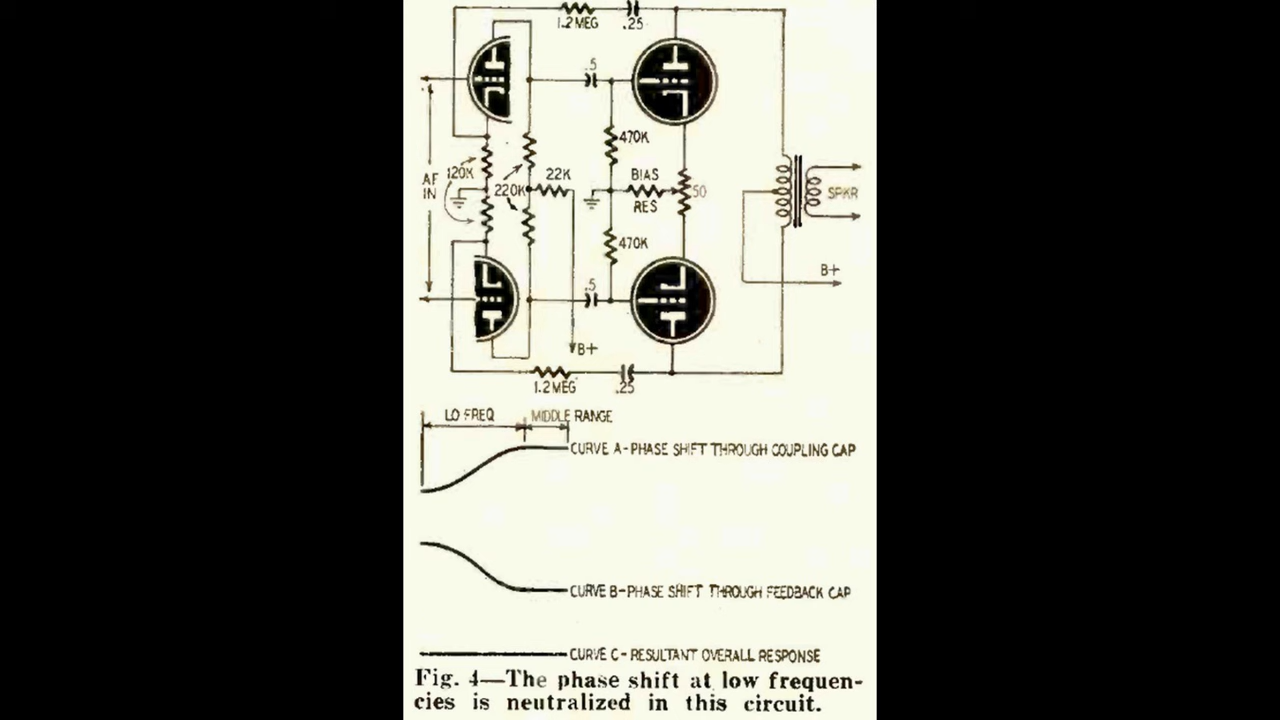 1.2 MEG
.25
.5
470K
AF
IN
120K
220K
22K
BIAS
RES
50
SPKR
470K
B+
.5
B+
1.2 MEG
.25
LO FREQ
MIDDLE RANGE
CURVE A-PHASE SHIFT THROUGH COUPLING CAP
CURVE B-PHASE SHIFT THROUGH FEEDBACK CAP
CURVE C-RESULTANT OVERALL RESPONSE
Fig. 4—The phase shift at low frequen-
cies is neutralized in this circuit.